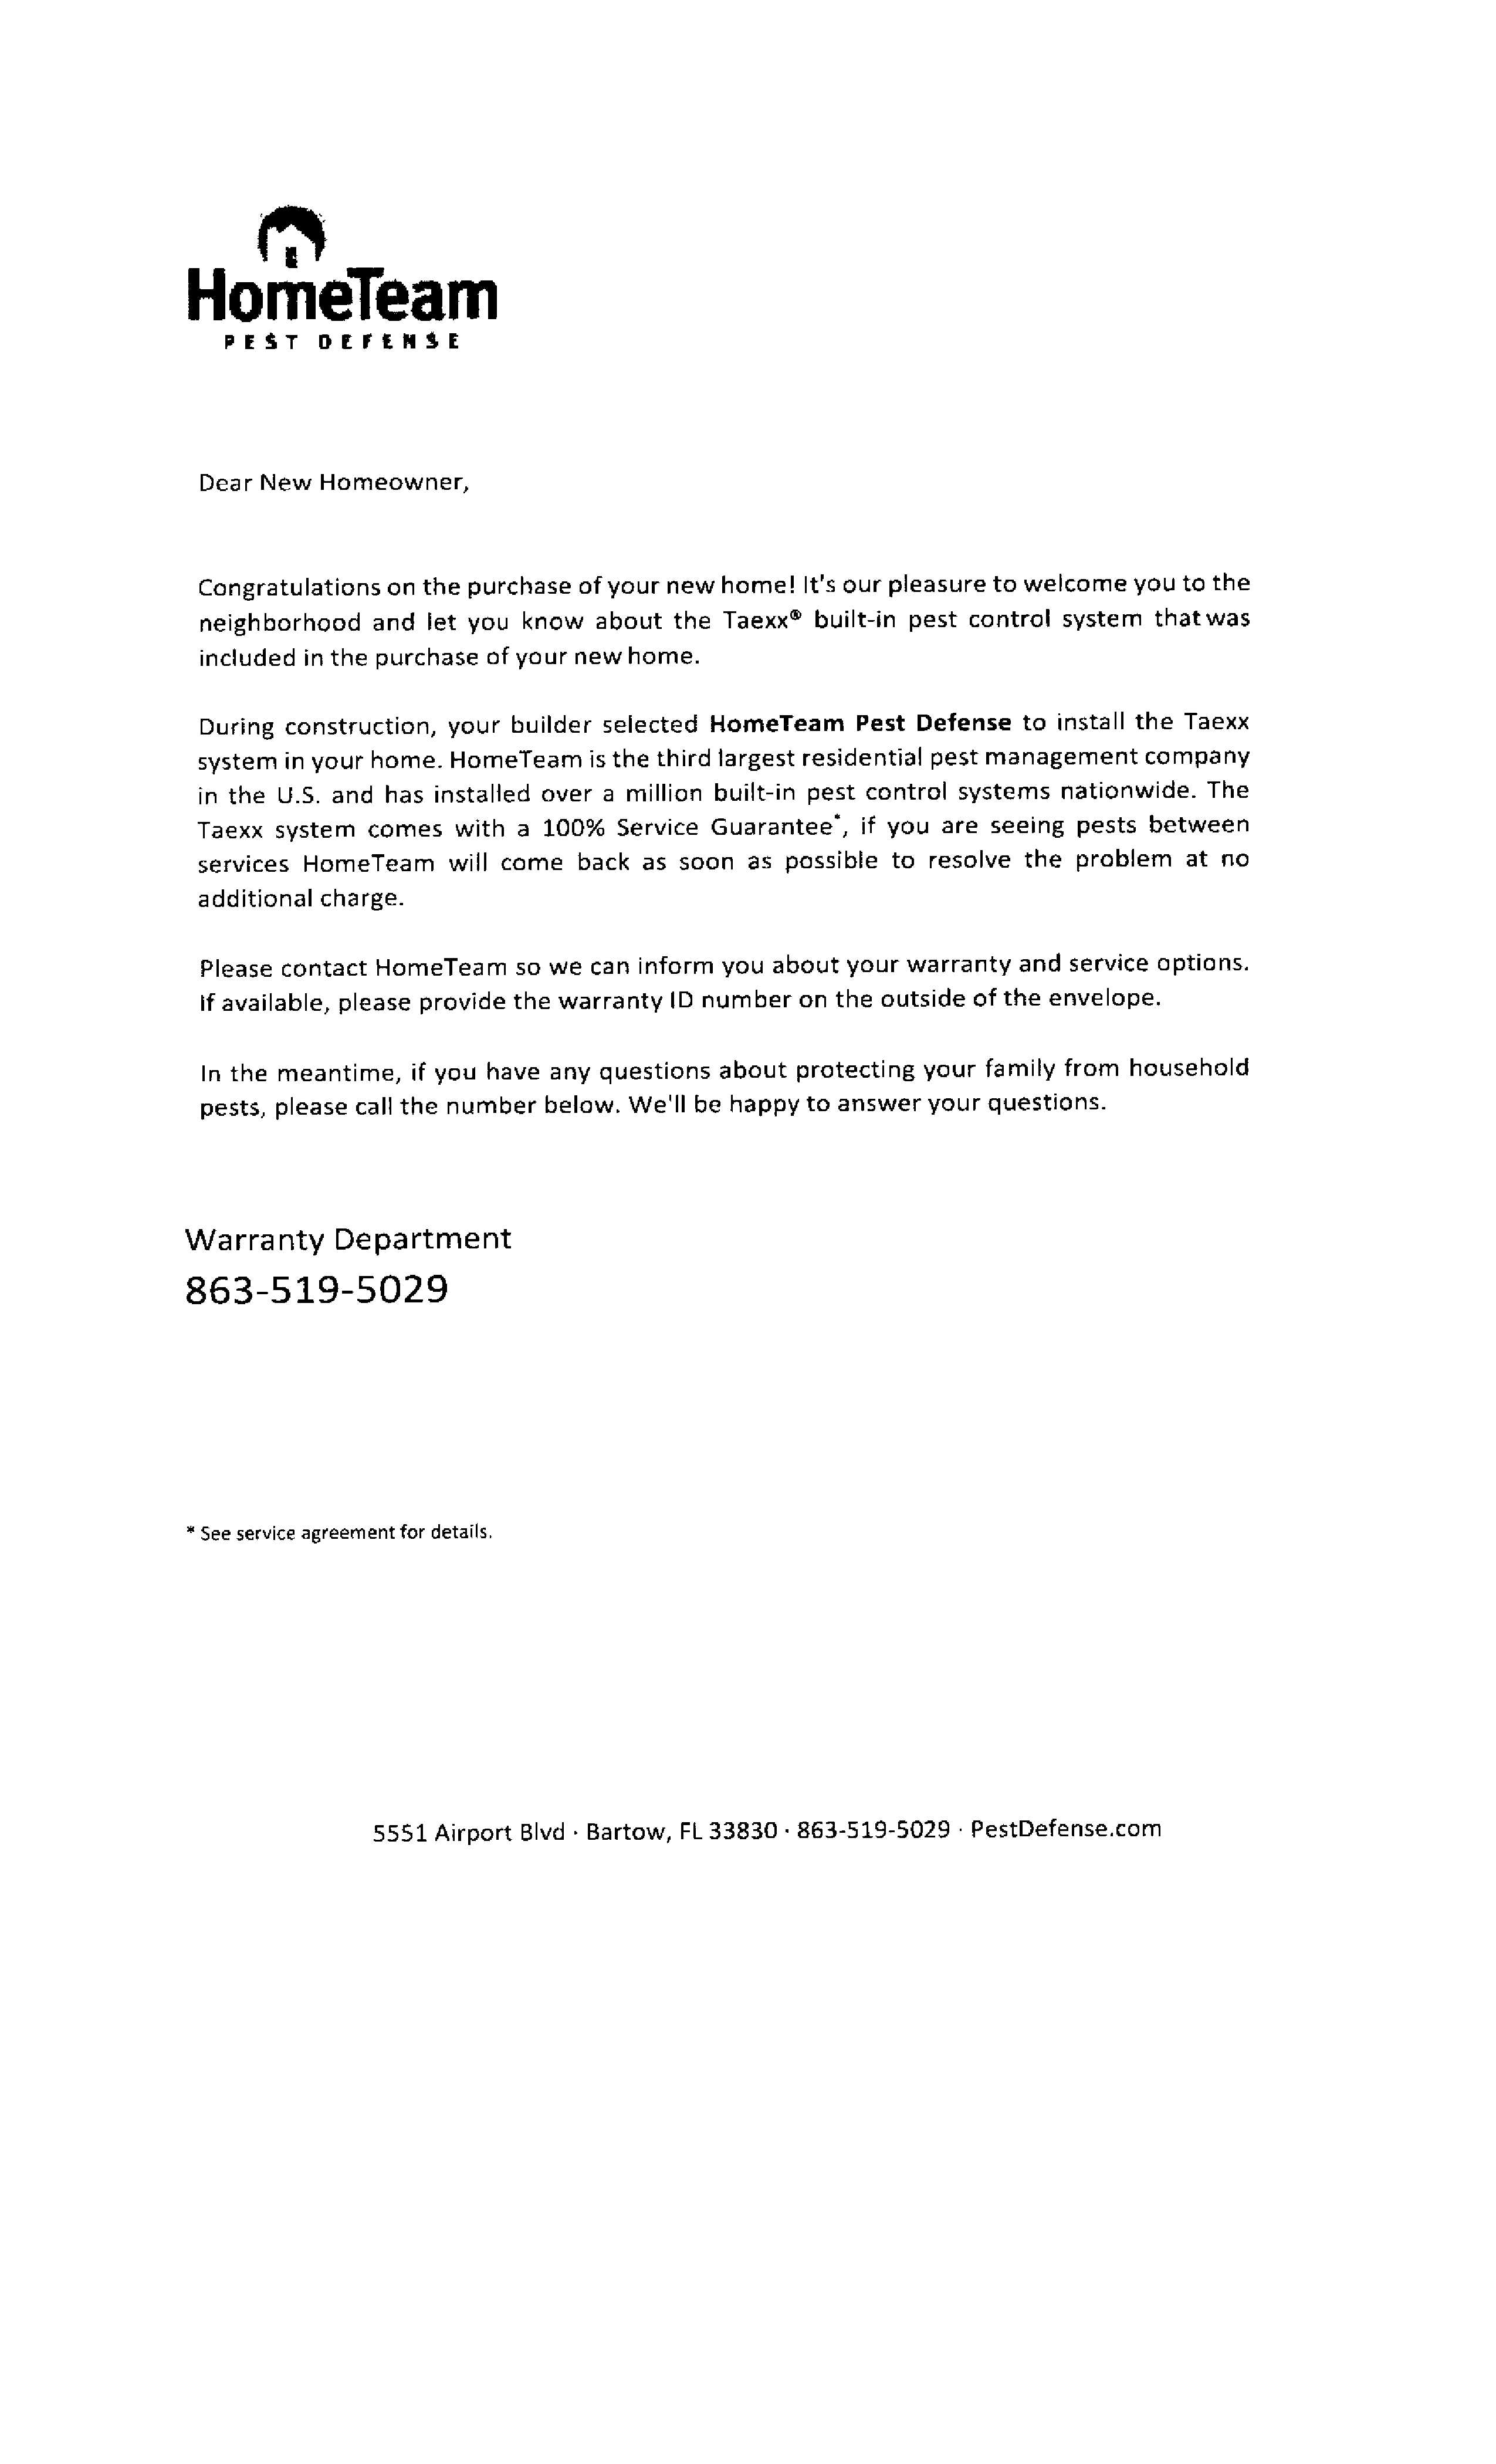 HomeTeam
PEST DEFENSE
Dear New Homeowner,
Congratulations on the purchase of your new home! It's our pleasure to welcome you to the
neighborhood and let you know about the Taexx® built-in pest control system that was
included in the purchase of your new home.
During construction, your builder selected HomeTeam Pest Defense to install the Taexx
system in your home. HomeTeam is the third largest residential pest management company
in the U.S. and has installed over a million built-in pest control systems nationwide. The
Taexx system comes with a 100% Service Guarantee*, if you are seeing pests between
services HomeTeam will come back as soon as possible to resolve the problem at no
additional charge.
Please contact HomeTeam so we can inform you about your warranty and service options.
If available, please provide the warranty ID number on the outside of the envelope.
In the meantime, if you have any questions about protecting your family from household
pests, please call the number below. We'll be happy to answer your questions.
Warranty Department
863-519-5029
* See service agreement for details.
5551 Airport Blvd · Bartow, FL 33830 · 863-519-5029 · PestDefense.com